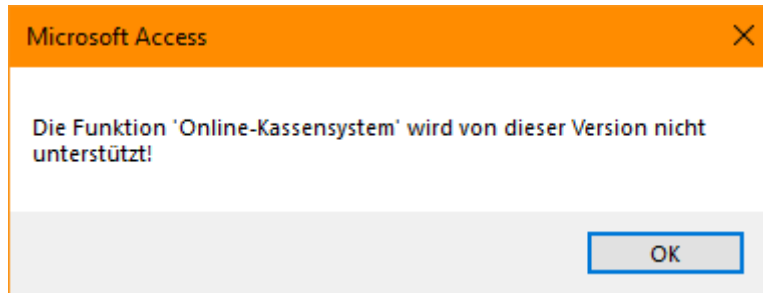 Microsoft Access
Die Funktion 'Online-Kassensystem' wird von dieser Version nicht
unterstützt!
OK